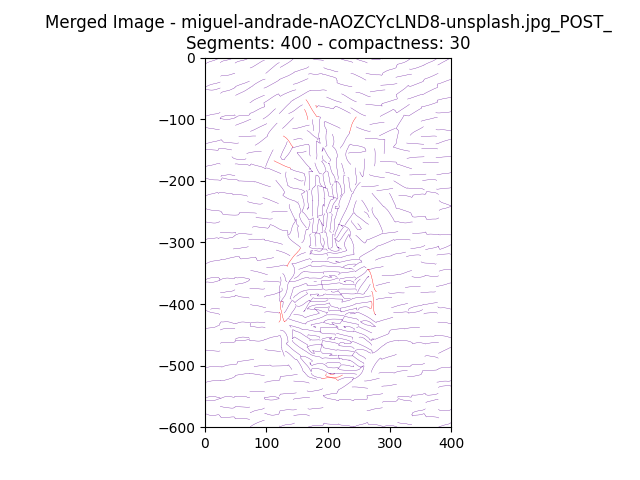 Merged Image - miguel-andrade-nAOZCYcLND8-unsplash.jpg_POST_
Segments: 400 - compactness: 30
0
−100
−200
−300
−400
−500
−600
0 100 200 300 400